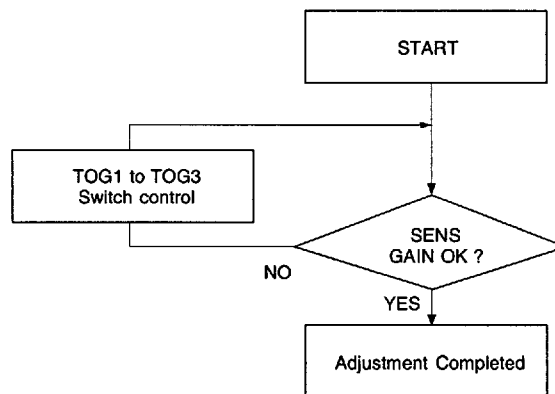 START
TOG1 to TOG3
Switch control
SENS
GAIN OK ?
NO
YES
Adjustment Completed